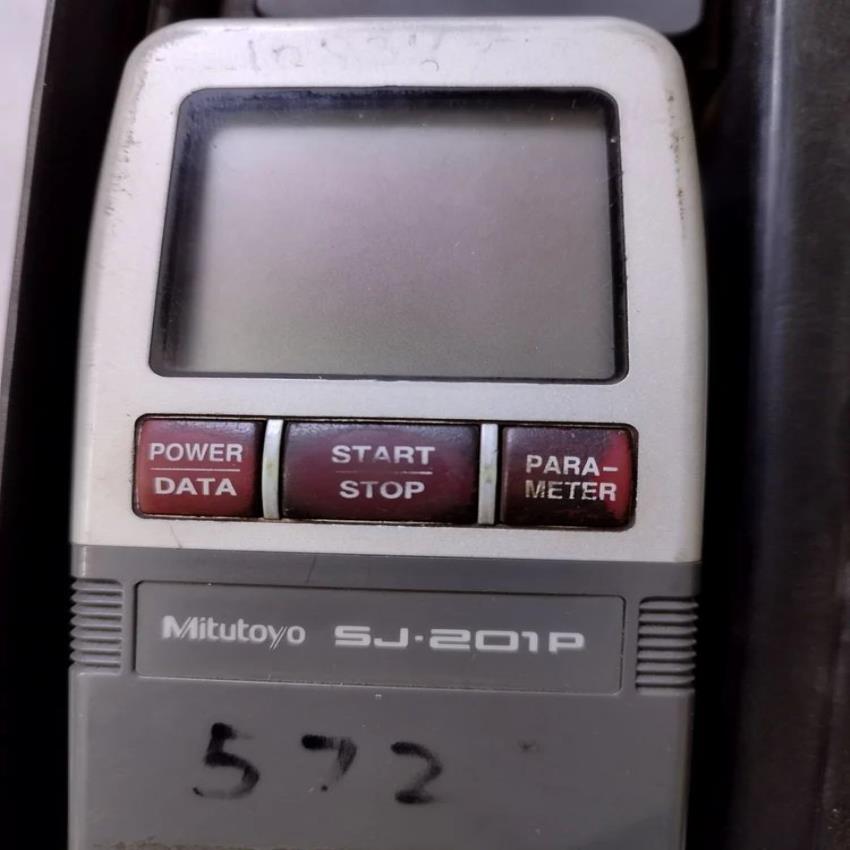 POWER
DATA
START
STOP
PARA-
METER
Mitutoyo SJ-201P
572